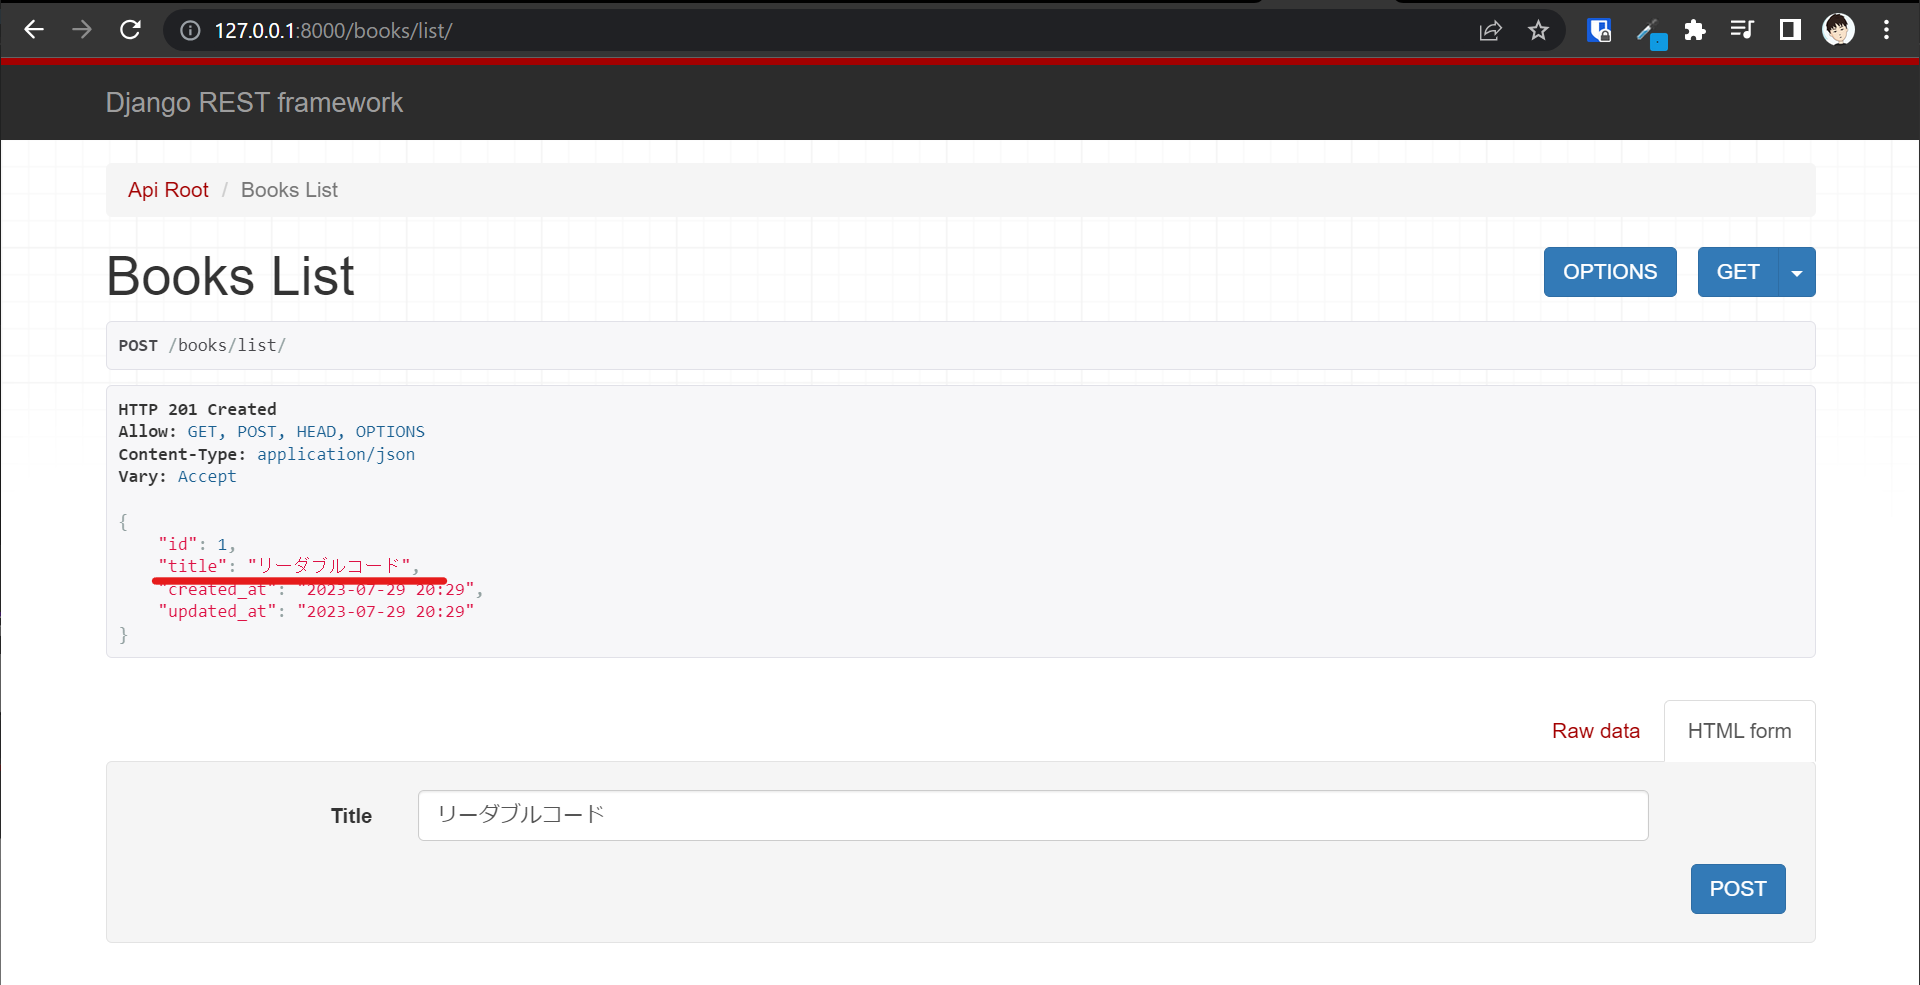 127.0.0.1:8000/books/list/
Django REST framework
Api Root / Books List
Books List
OPTIONS
GET
POST /books/list/
HTTP 201 Created
Allow: GET, POST, HEAD, OPTIONS
Content-Type: application/json
Vary: Accept
{
"id": 1,
"title": "リーダブルコード",
"created_at": "2023-07-29 20:29",
"updated_at": "2023-07-29 20:29"
}
Raw data
HTML form
Title
リーダブルコード
POST